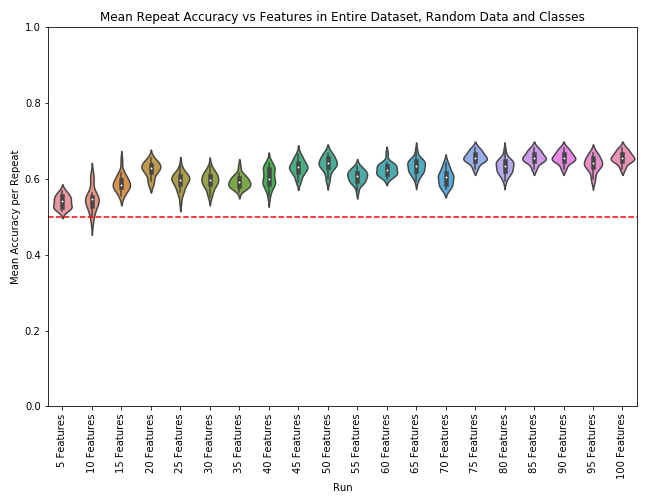 Mean Repeat Accuracy vs Features in Entire Dataset, Random Data and Classes
1.0
0.8
0.6
0.4
0.2
0.0
Mean Accuracy per Repeat
5 Features
10 Features
15 Features
20 Features
25 Features
30 Features
35 Features
40 Features
45 Features
50 Features
55 Features
60 Features
65 Features
70 Features
75 Features
80 Features
85 Features
90 Features
95 Features
100 Features
Run